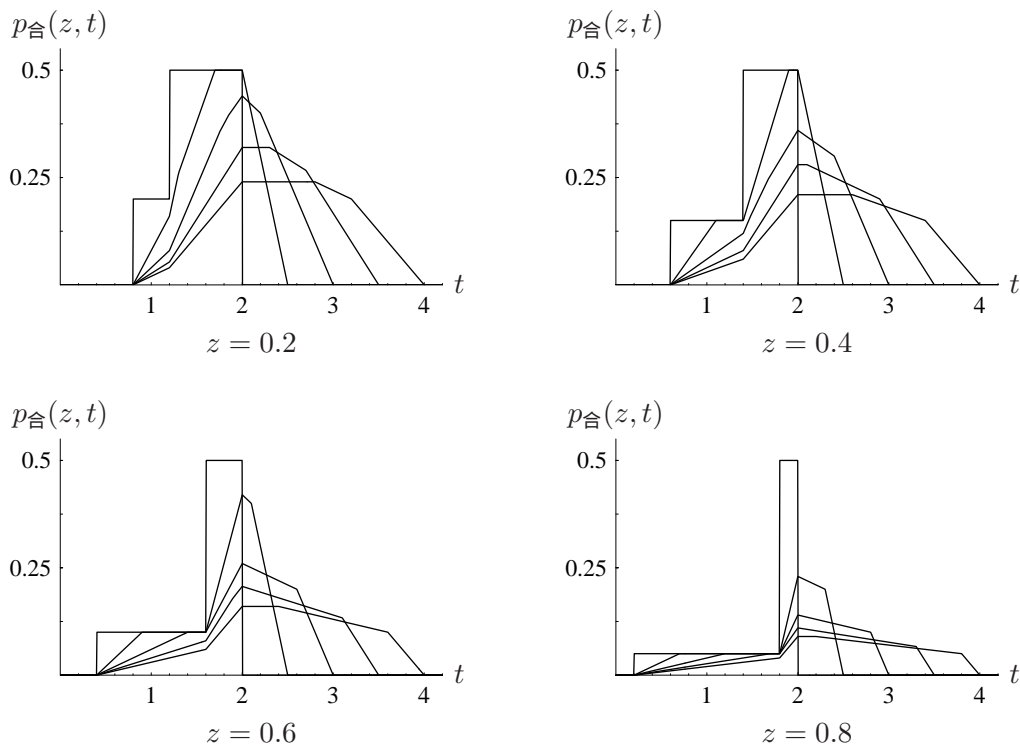 p合(z, t)
0.5
0.25
1 2 3 4 t
z = 0.2
p合(z, t)
0.5
0.25
1 2 3 4 t
z = 0.4
p合(z, t)
0.5
0.25
1 2 3 4 t
z = 0.6
p合(z, t)
0.5
0.25
1 2 3 4 t
z = 0.8